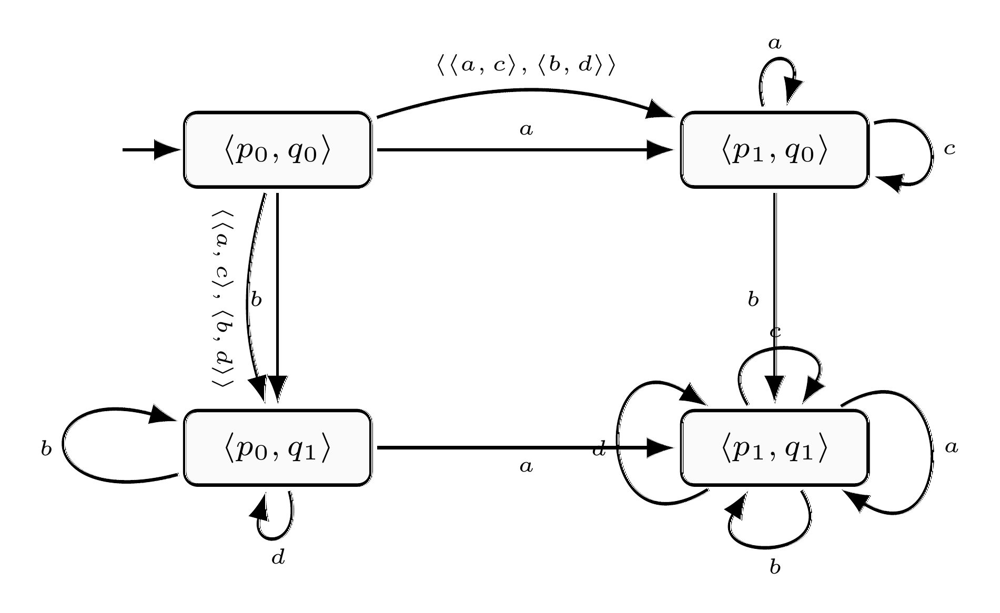 a
⟨⟨a, c⟩, ⟨b, d⟩⟩
a
⟨p₀, q₀⟩
⟨p₁, q₀⟩
c
⟨⟨a, c⟩, ⟨b, d⟩⟩
b
b
c
b
⟨p₀, q₁⟩
a
d
⟨p₁, q₁⟩
a
d
b